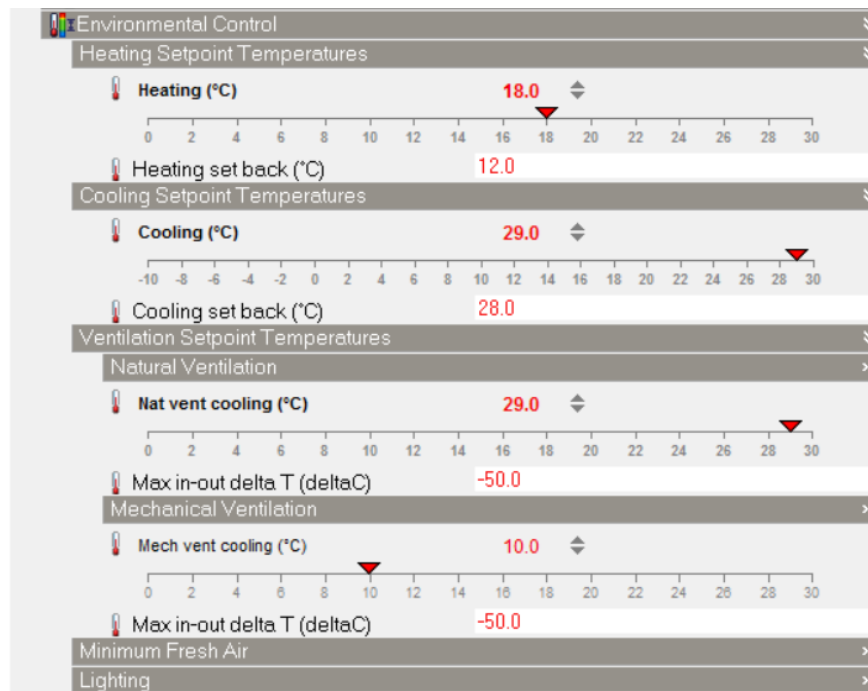 Environmental Control
Heating Setpoint Temperatures
Heating (°C) 18.0
0 2 4 6 8 10 12 14 16 18 20 22 24 26 28 30
Heating set back (°C) 12.0
Cooling Setpoint Temperatures
Cooling (°C) 29.0
-10 -8 -6 -4 -2 0 2 4 6 8 10 12 14 16 18 20 22 24 26 28 30
Cooling set back (°C) 28.0
Ventilation Setpoint Temperatures
Natural Ventilation
Nat vent cooling (°C) 29.0
0 2 4 6 8 10 12 14 16 18 20 22 24 26 28 30
Max in-out delta T (deltaC) -50.0
Mechanical Ventilation
Mech vent cooling (°C) 10.0
0 2 4 6 8 10 12 14 16 18 20 22 24 26 28 30
Max in-out delta T (deltaC) -50.0
Minimum Fresh Air
Lighting